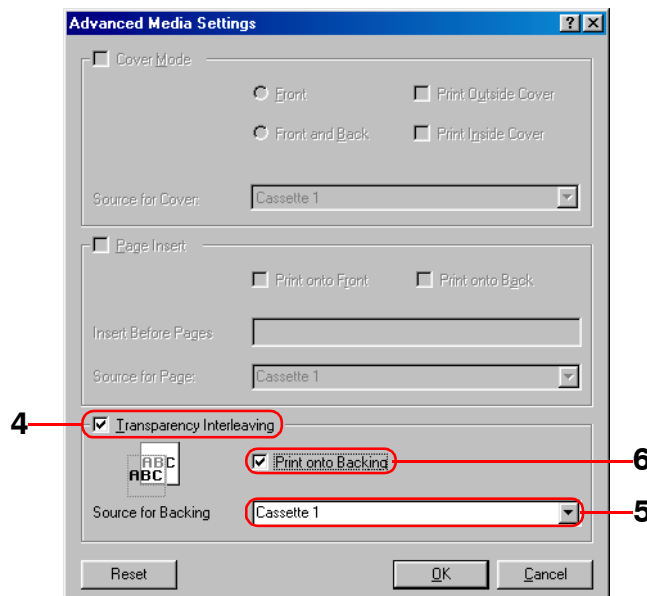 Advanced Media Settings
Cover Mode
Front
Print Outside Cover
Front and Back
Print Inside Cover
Source for Cover:
Cassette 1
Page Insert
Print onto Front
Print onto Back
Insert Before Pages
Source for Page:
Cassette 1
4
Transparency Interleaving
ABC
ABC
Print onto Backing
6
Source for Backing
Cassette 1
5
Reset
OK
Cancel